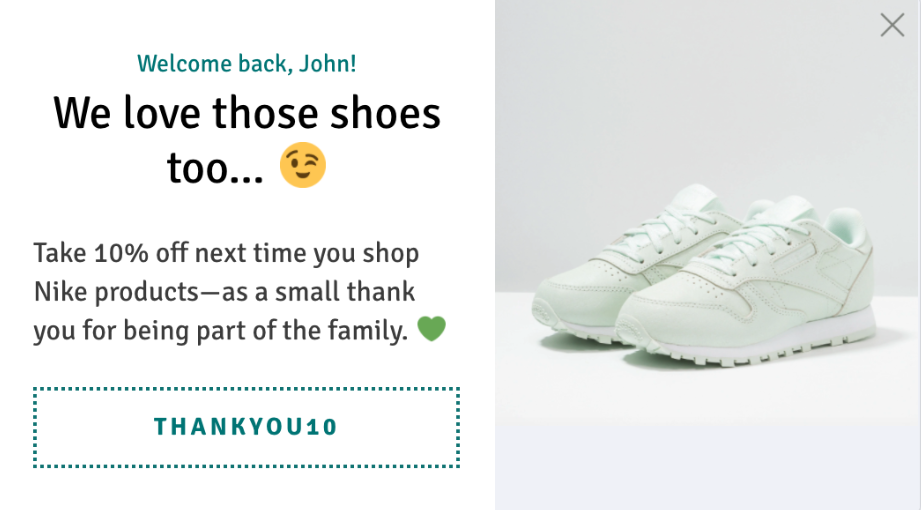 Welcome back, John!
We love those shoes
too... 😉
Take 10% off next time you shop
Nike products—as a small thank
you for being part of the family. 💚
THANKYOU10